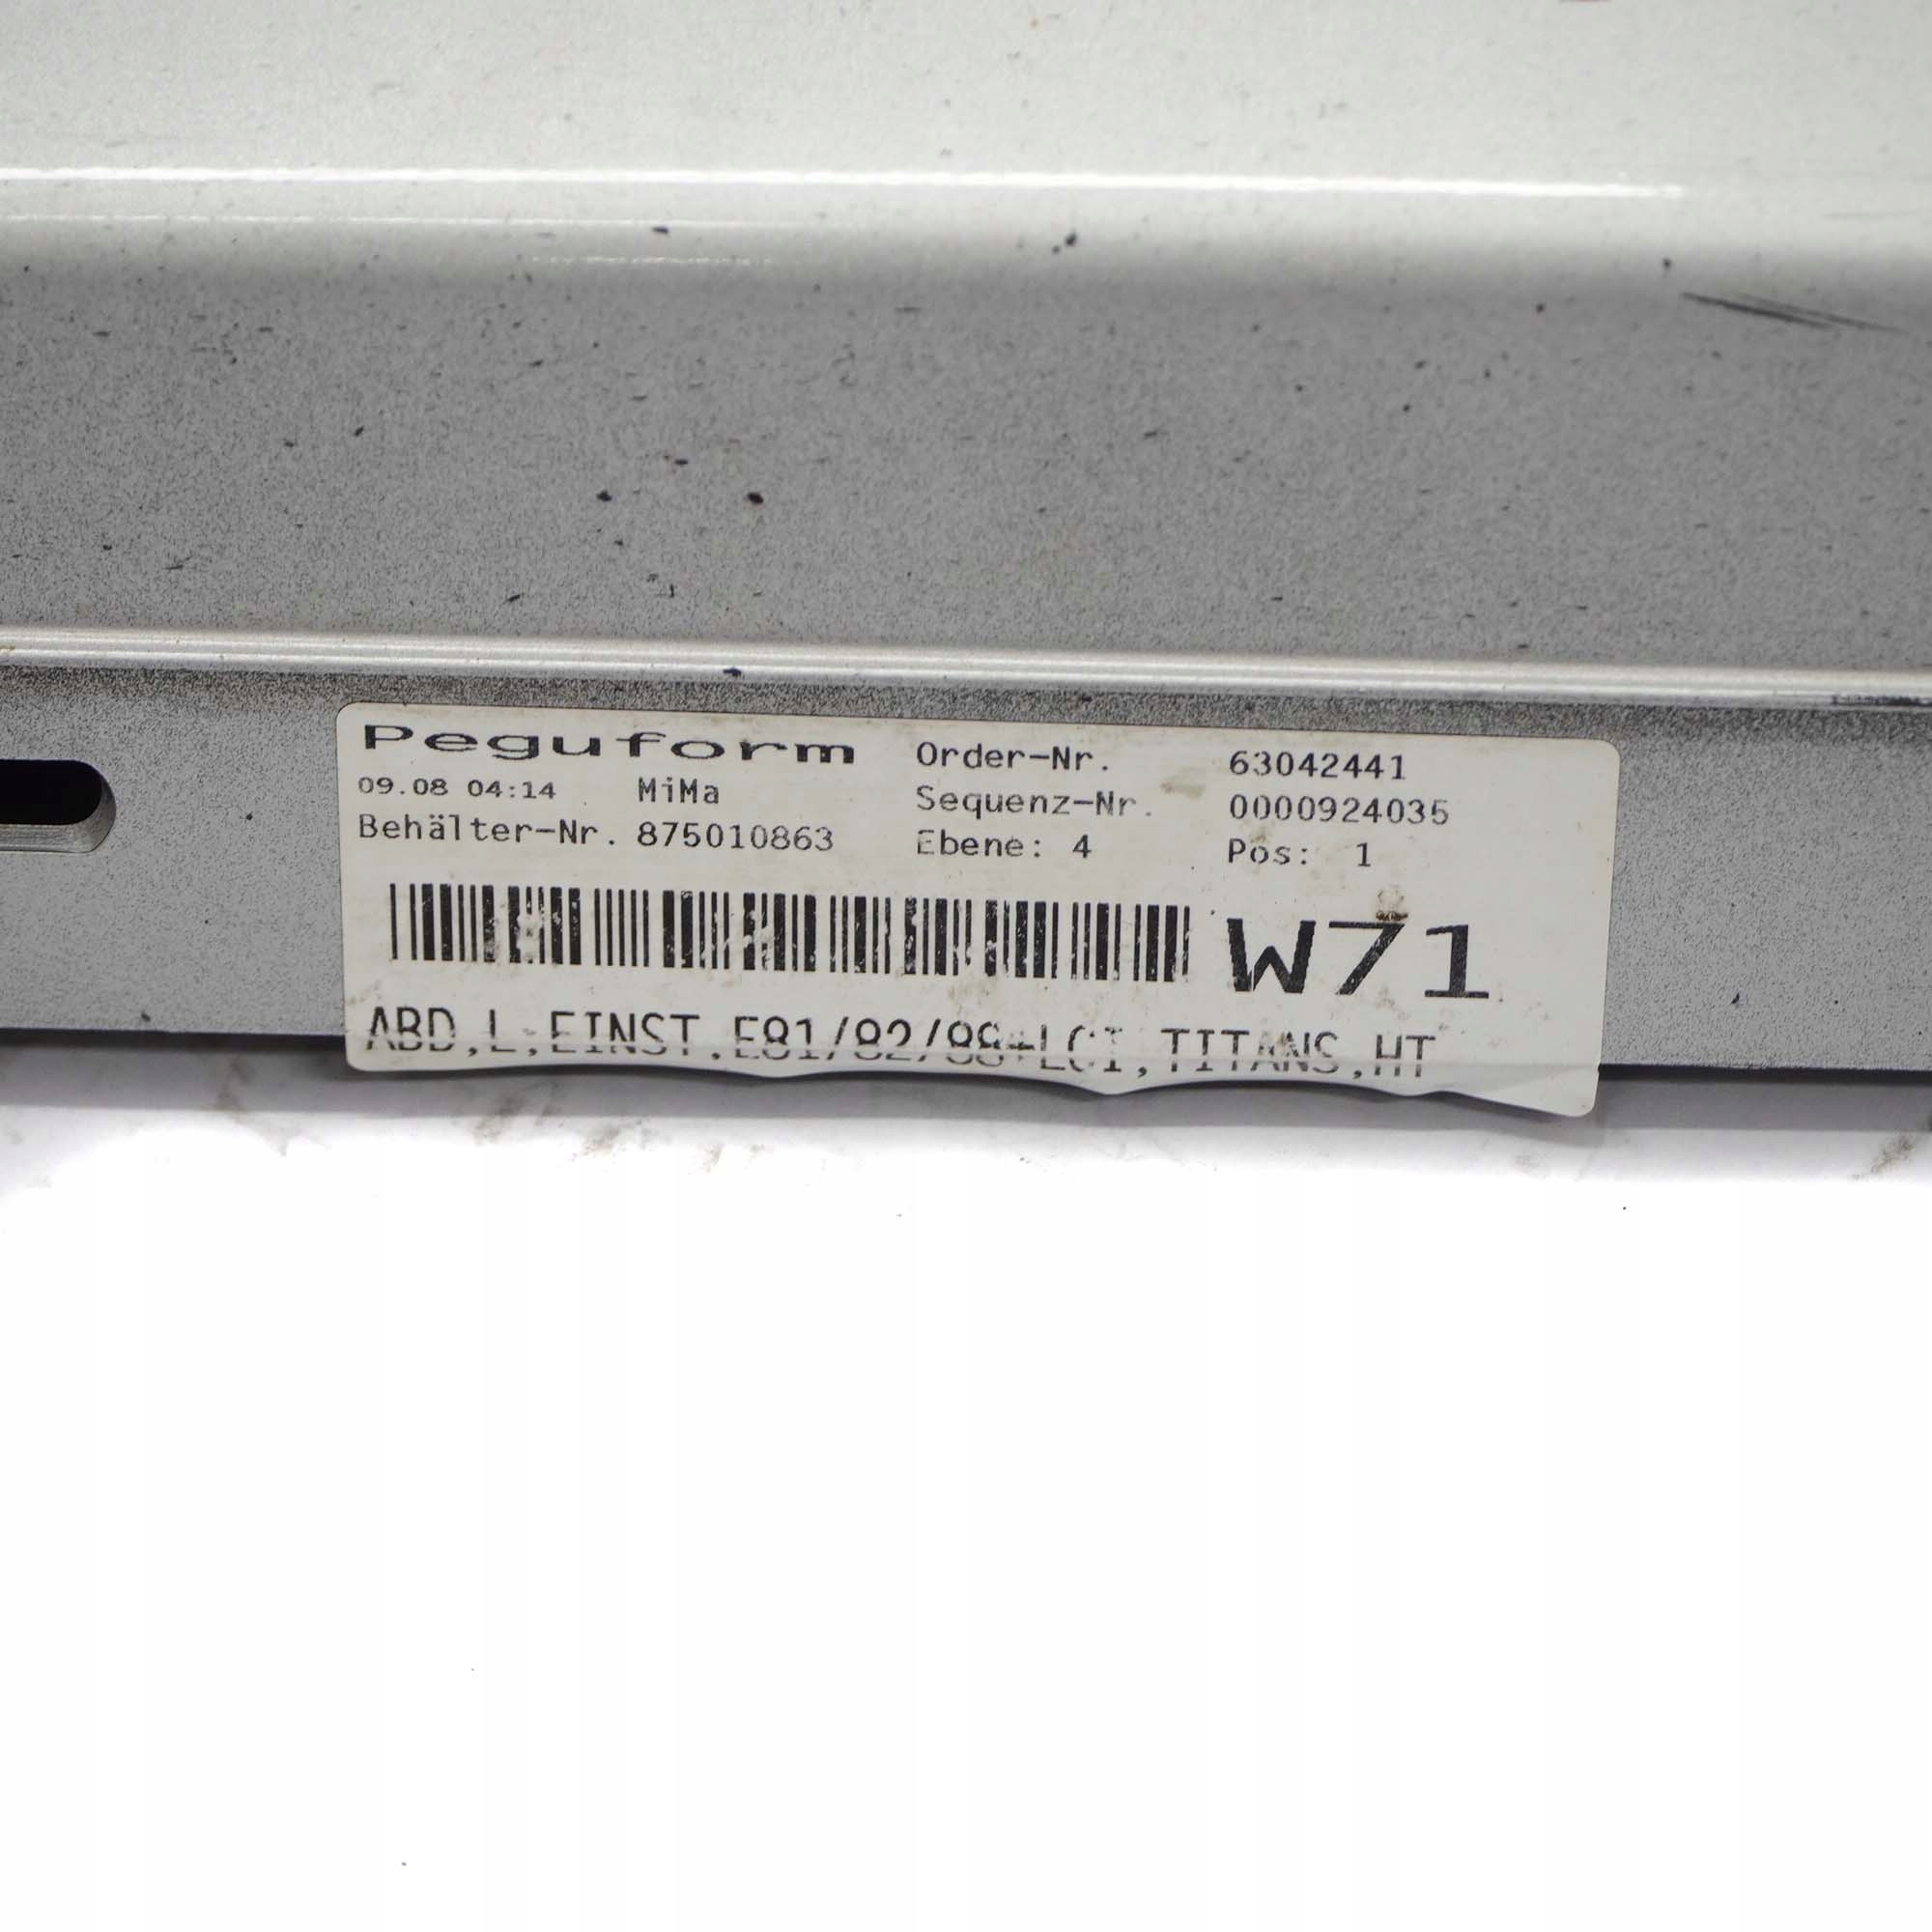 Peguform Order-Nr. 63042441
09.08 04:14 MiMa Sequenz-Nr. 0000924035
Behälter-Nr. 875010863 Ebene: 4 Pos: 1
W71
ABD,L,EINST,E81/82/88+LCI,TITANS,HT